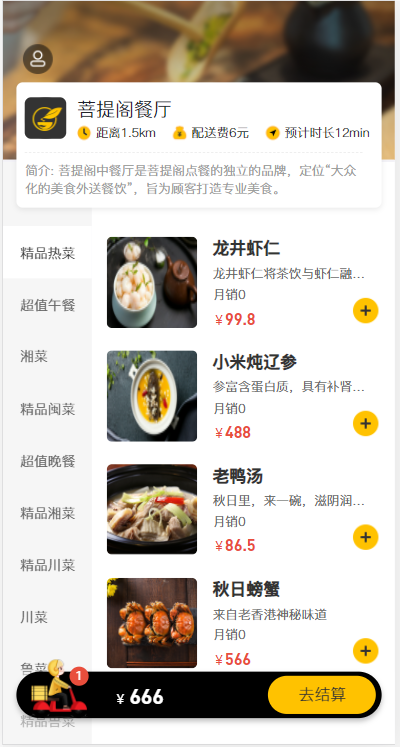 菩提阁餐厅
距离1.5km 配送费6元 预计时长12min
简介: 菩提阁中餐厅是菩提阁点餐的独立的品牌，定位“大众
化的美食外送餐饮”，旨为顾客打造专业美食。
精品热菜
超值午餐
湘菜
精品闽菜
超值晚餐
精品湘菜
精品川菜
川菜
鲁菜
精品鲁菜
龙井虾仁
龙井虾仁将茶饮与虾仁融...
月销0
￥99.8
小米炖辽参
参富含蛋白质，具有补肾...
月销0
￥488
老鸭汤
秋日里，来一碗，滋阴润...
月销0
￥86.5
秋日螃蟹
来自老香港神秘味道
月销0
￥566
1
￥ 666
去结算